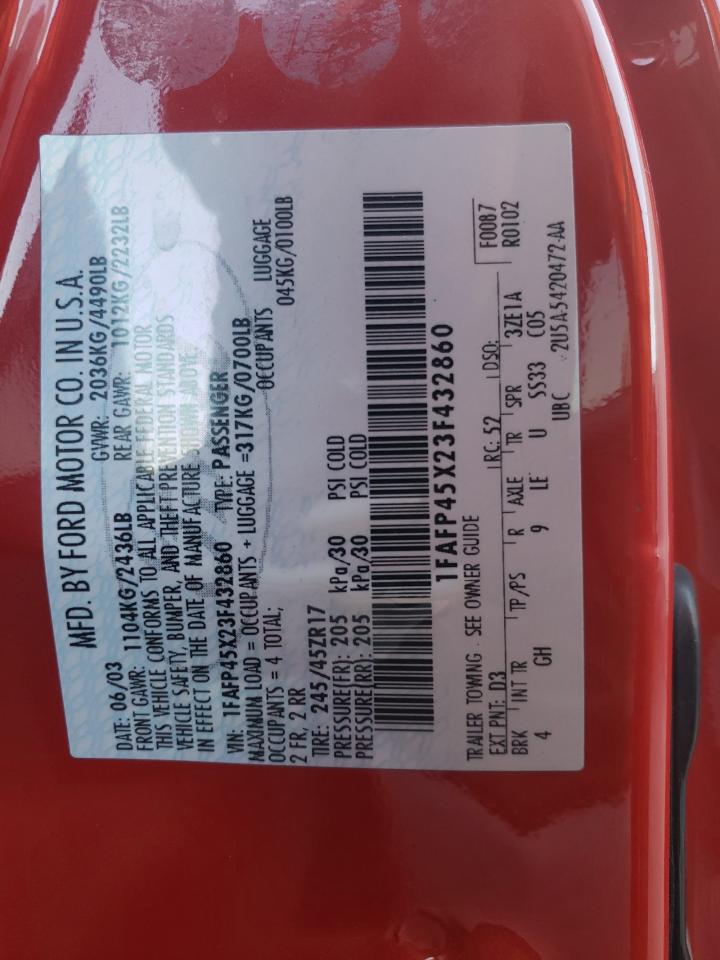 MFD. BY FORD MOTOR CO. IN U.S.A.
DATE: 06/03 GVWR: 2036KG/4490LB
FRONT GAWR: 1104KG/2436LB REAR GAWR: 1012KG/2232LB
THIS VEHICLE CONFORMS TO ALL APPLICABLE FEDERAL MOTOR
VEHICLE SAFETY, BUMPER, AND THEFT PREVENTION STANDARDS
IN EFFECT ON THE DATE OF MANUFACTURE SHOWN ABOVE.
VIN: 1FAFP45X23F432860 TYPE: PASSENGER
MAXIMUM LOAD = OCCUPANTS + LUGGAGE =317KG/0700LB
OCCUPANTS = 4 TOTAL; OCCUPANTS LUGGAGE
2 FR, 2 RR 045KG/0100LB
TIRE: 245/45ZR17
PRESSURE(FR): 205 kPa/30 PSI COLD
PRESSURE(RR): 205 kPa/30 PSI COLD
1FAFP45X23F432860
TRAILER TOWING - SEE OWNER GUIDE
F0087
EXT PNT: D3 RC: 52 DSO: R0102
BRK INT TR TP/PS R AXLE TR SPR 3ZE1A
4 GH 9 LE U SS33 C05
UBC 2U5A-5420472-AA